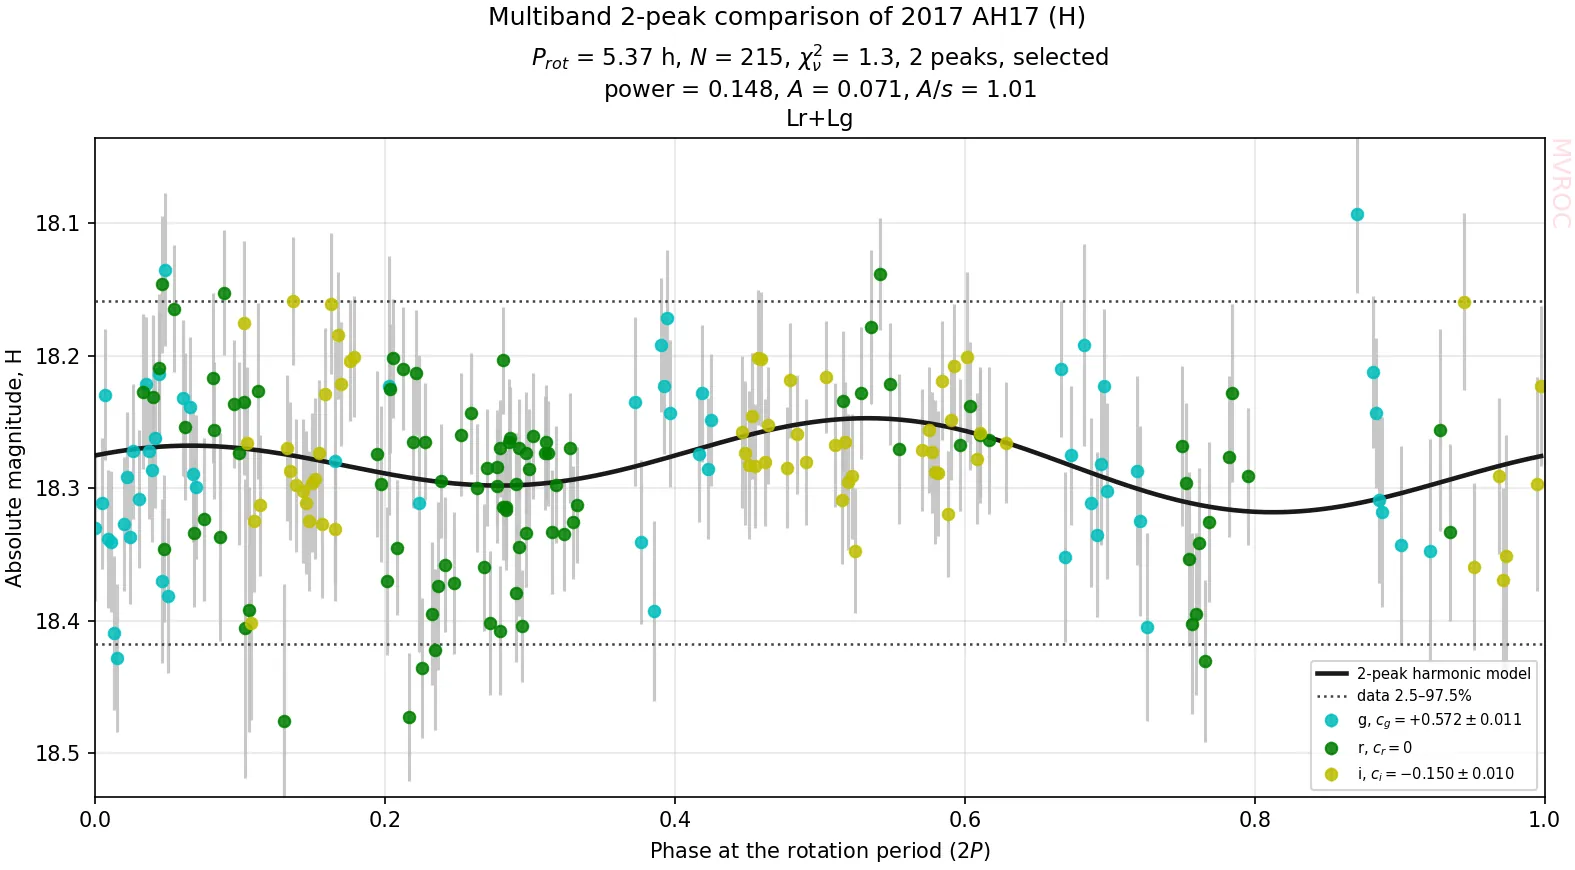 Multiband 2-peak comparison of 2017 AH17 (H)
P_rot = 5.37 h, N = 215, χ²_ν = 1.3, 2 peaks, selected
power = 0.148, A = 0.071, A/s = 1.01
Lr+Lg
MVROC
Absolute magnitude, H
18.1
18.2
18.3
18.4
18.5
2-peak harmonic model
data 2.5–97.5%
g, c_g = +0.572 ± 0.011
r, c_r = 0
i, c_i = −0.150 ± 0.010
0.0 0.2 0.4 0.6 0.8 1.0
Phase at the rotation period (2P)